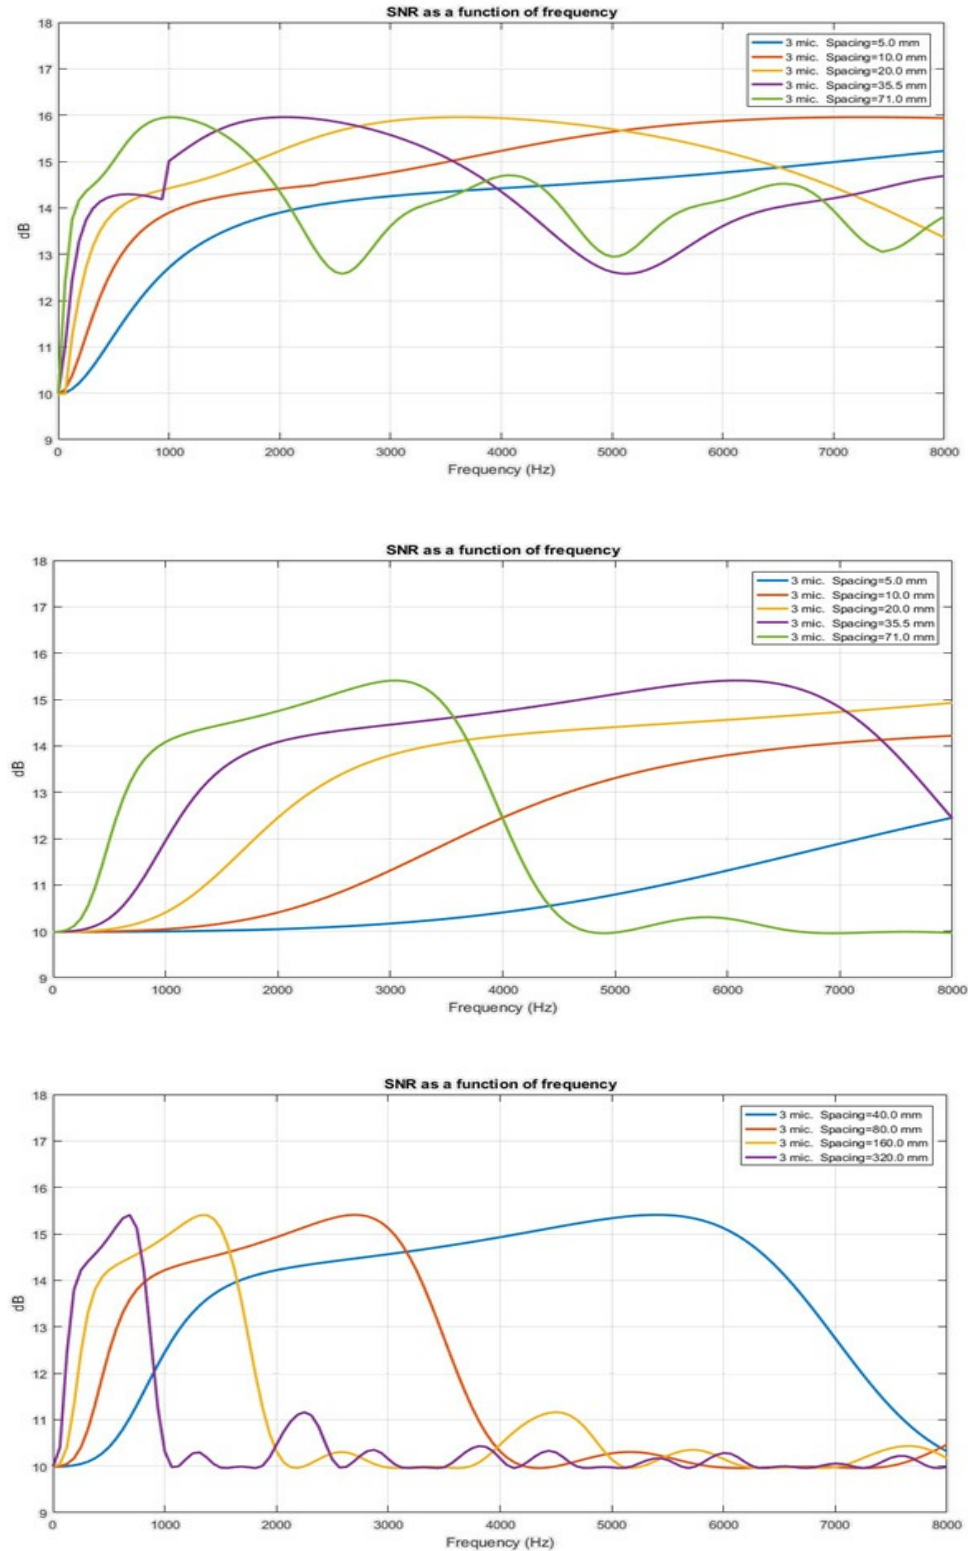 SNR as a function of frequency
18
17
16
15
14
13
12
11
10
9
dB
3 mic. Spacing=5.0 mm
3 mic. Spacing=10.0 mm
3 mic. Spacing=20.0 mm
3 mic. Spacing=35.5 mm
3 mic. Spacing=71.0 mm
0 1000 2000 3000 4000 5000 6000 7000 8000
Frequency (Hz)
SNR as a function of frequency
18
17
16
15
14
13
12
11
10
9
dB
3 mic. Spacing=5.0 mm
3 mic. Spacing=10.0 mm
3 mic. Spacing=20.0 mm
3 mic. Spacing=35.5 mm
3 mic. Spacing=71.0 mm
0 1000 2000 3000 4000 5000 6000 7000 8000
Frequency (Hz)
SNR as a function of frequency
18
17
16
15
14
13
12
11
10
9
dB
3 mic. Spacing=40.0 mm
3 mic. Spacing=80.0 mm
3 mic. Spacing=160.0 mm
3 mic. Spacing=320.0 mm
0 1000 2000 3000 4000 5000 6000 7000 8000
Frequency (Hz)